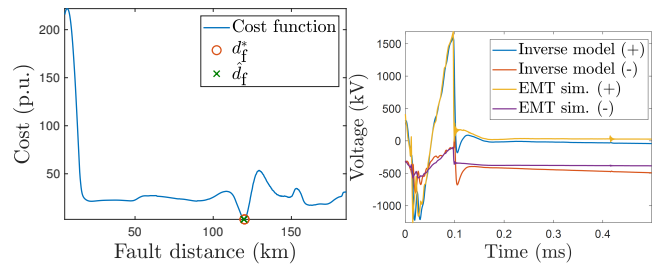 Cost function
d*f
d̂f
200
150
100
50
50
100
150
Cost (p.u.)
Fault distance (km)
Inverse model (+)
Inverse model (-)
EMT sim. (+)
EMT sim. (-)
1500
1000
500
0
-500
-1000
0
0.1
0.2
0.3
0.4
Voltage (kV)
Time (ms)